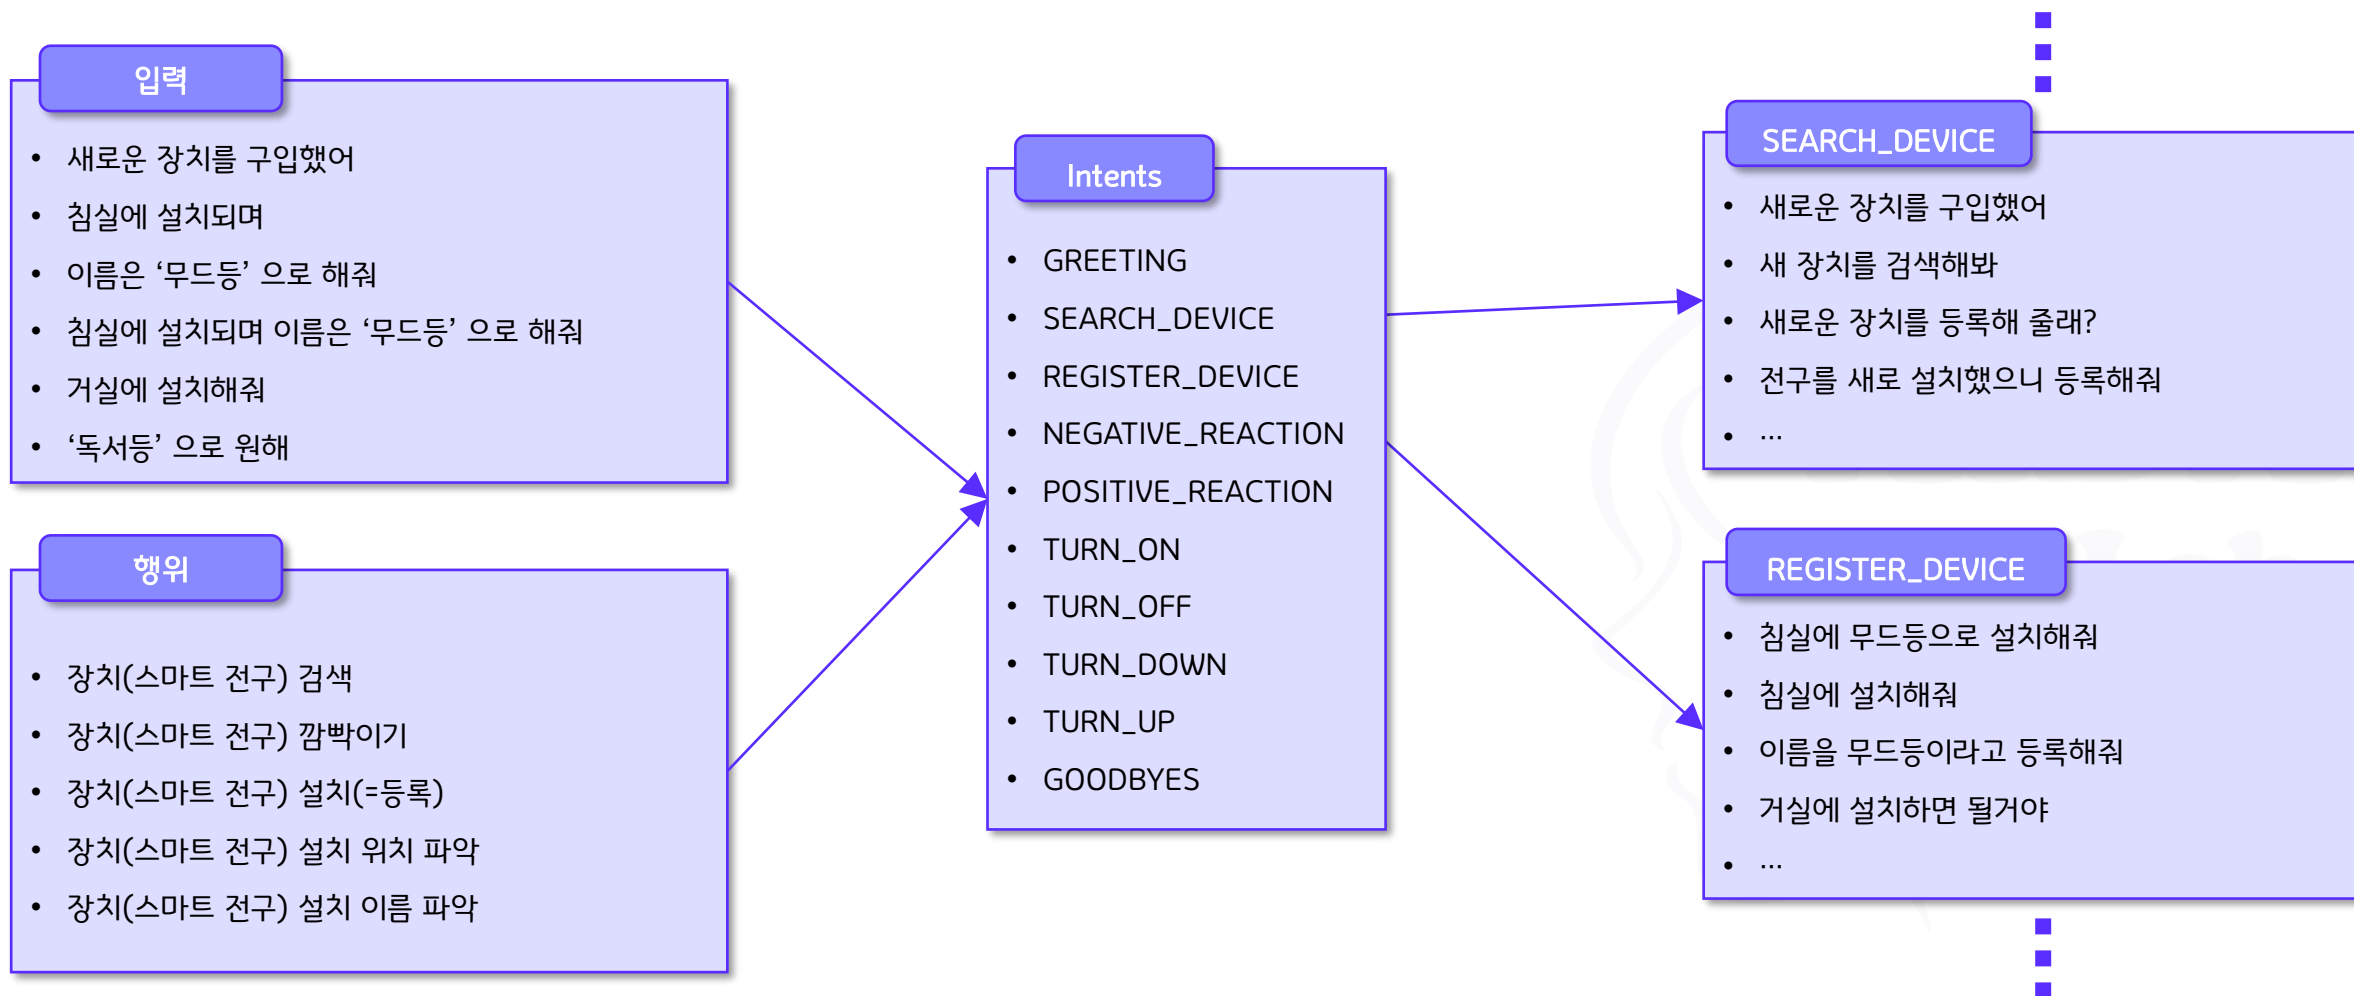 입력
• 새로운 장치를 구입했어
• 침실에 설치되며
• 이름은 ‘무드등’ 으로 해줘
• 침실에 설치되며 이름은 ‘무드등’ 으로 해줘
• 거실에 설치해줘
• ‘독서등’ 으로 원해
행위
• 장치(스마트 전구) 검색
• 장치(스마트 전구) 깜빡이기
• 장치(스마트 전구) 설치(=등록)
• 장치(스마트 전구) 설치 위치 파악
• 장치(스마트 전구) 설치 이름 파악
Intents
• GREETING
• SEARCH_DEVICE
• REGISTER_DEVICE
• NEGATIVE_REACTION
• POSITIVE_REACTION
• TURN_ON
• TURN_OFF
• TURN_DOWN
• TURN_UP
• GOODBYES
SEARCH_DEVICE
• 새로운 장치를 구입했어
• 새 장치를 검색해봐
• 새로운 장치를 등록해 줄래?
• 전구를 새로 설치했으니 등록해줘
• …
REGISTER_DEVICE
• 침실에 무드등으로 설치해줘
• 침실에 설치해줘
• 이름을 무드등이라고 등록해줘
• 거실에 설치하면 될거야
• …